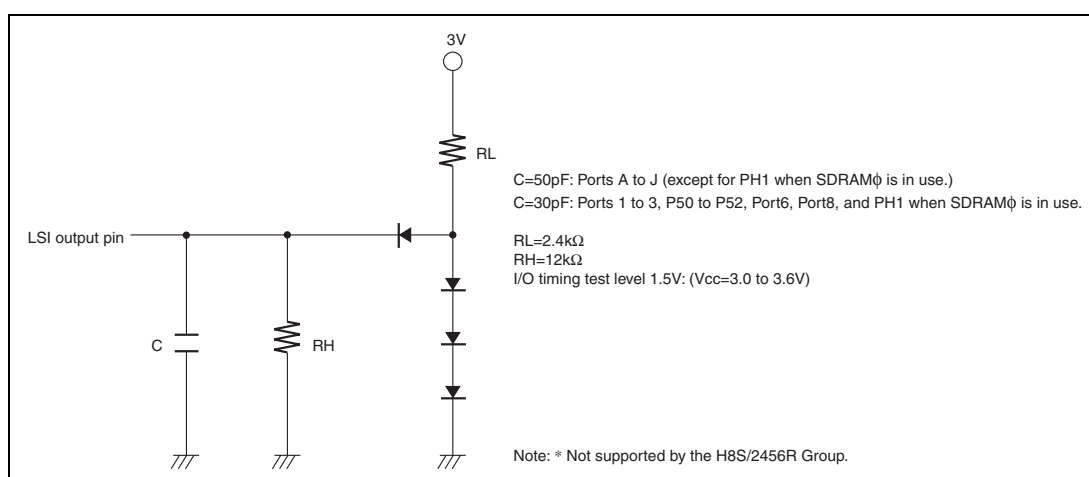 3V
RL
C=50pF: Ports A to J (except for PH1 when SDRAMϕ is in use.)
C=30pF: Ports 1 to 3, P50 to P52, Port6, Port8, and PH1 when SDRAMϕ is in use.
LSI output pin
RL=2.4kΩ
RH=12kΩ
I/O timing test level 1.5V: (Vcc=3.0 to 3.6V)
C
RH
Note: * Not supported by the H8S/2456R Group.